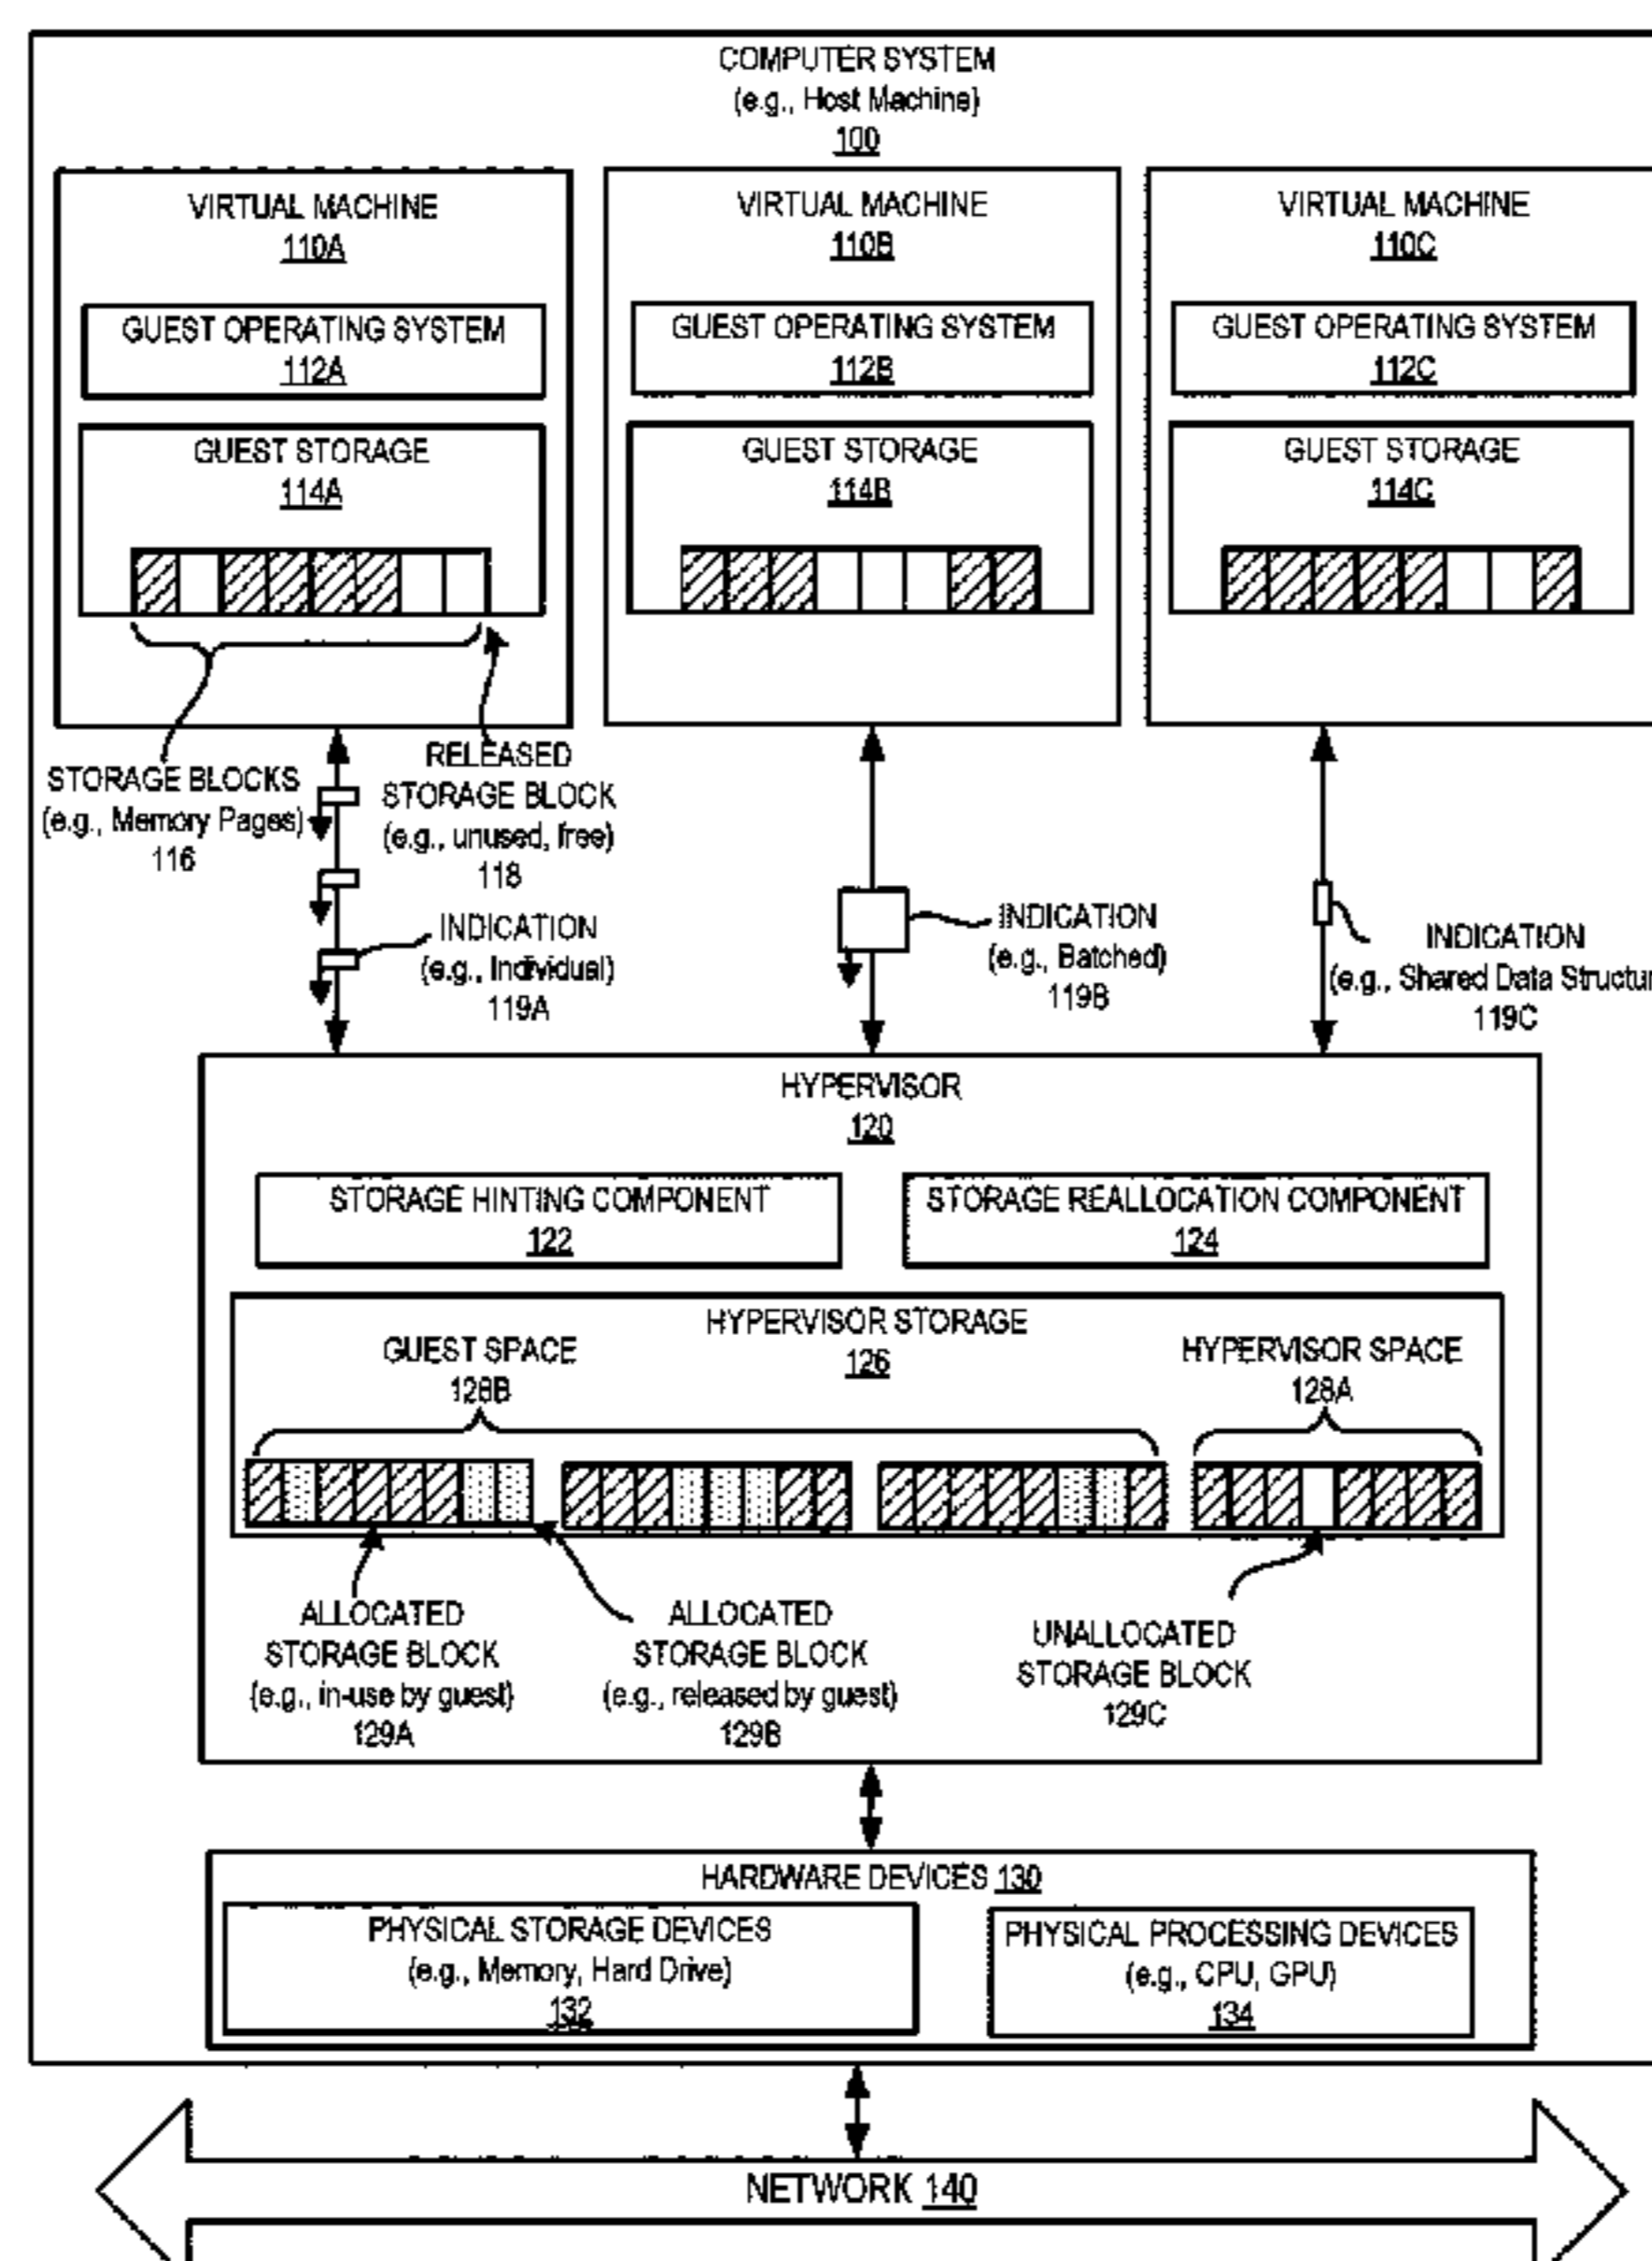 COMPUTER SYSTEM
(e.g., Host Machine)
100
VIRTUAL MACHINE
110A
GUEST OPERATING SYSTEM
112A
GUEST STORAGE
114A
VIRTUAL MACHINE
110B
GUEST OPERATING SYSTEM
112B
GUEST STORAGE
114B
VIRTUAL MACHINE
110C
GUEST OPERATING SYSTEM
112C
GUEST STORAGE
114C
STORAGE BLOCKS
(e.g., Memory Pages)
116
RELEASED
STORAGE BLOCK
(e.g., unused, free)
118
INDICATION
(e.g., Individual)
119A
INDICATION
(e.g., Batched)
119B
INDICATION
(e.g., Shared Data Structur
119C
HYPERVISOR
120
STORAGE HINTING COMPONENT
122
STORAGE REALLOCATION COMPONENT
124
HYPERVISOR STORAGE
126
GUEST SPACE
128B
HYPERVISOR SPACE
128A
ALLOCATED
STORAGE BLOCK
(e.g., in-use by guest)
129A
ALLOCATED
STORAGE BLOCK
(e.g., released by guest)
129B
UNALLOCATED
STORAGE BLOCK
129C
HARDWARE DEVICES 130
PHYSICAL STORAGE DEVICES
(e.g., Memory, Hard Drive)
132
PHYSICAL PROCESSING DEVICES
(e.g., CPU, GPU)
134
NETWORK 140